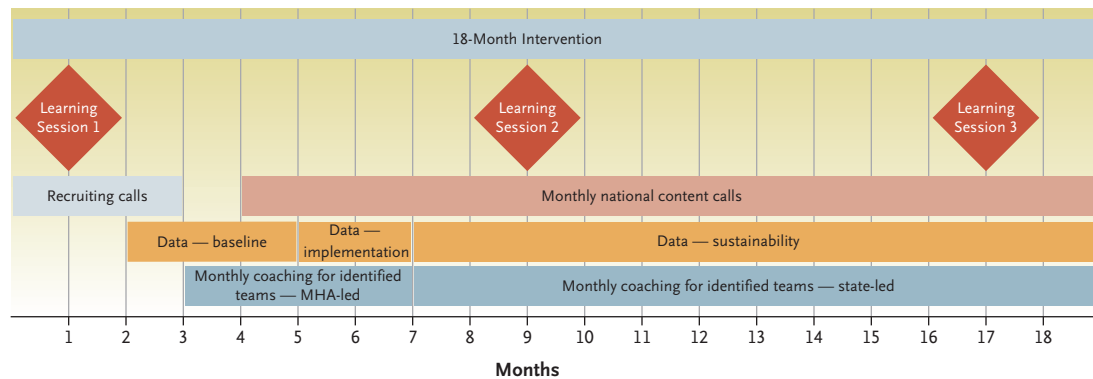 18-Month Intervention
Learning
Session 1
Learning
Session 2
Learning
Session 3
Recruiting calls
Monthly national content calls
Data — baseline
Data —
implementation
Data — sustainability
Monthly coaching for identified
teams — MHA-led
Monthly coaching for identified teams — state-led
1 2 3 4 5 6 7 8 9 10 11 12 13 14 15 16 17 18
Months